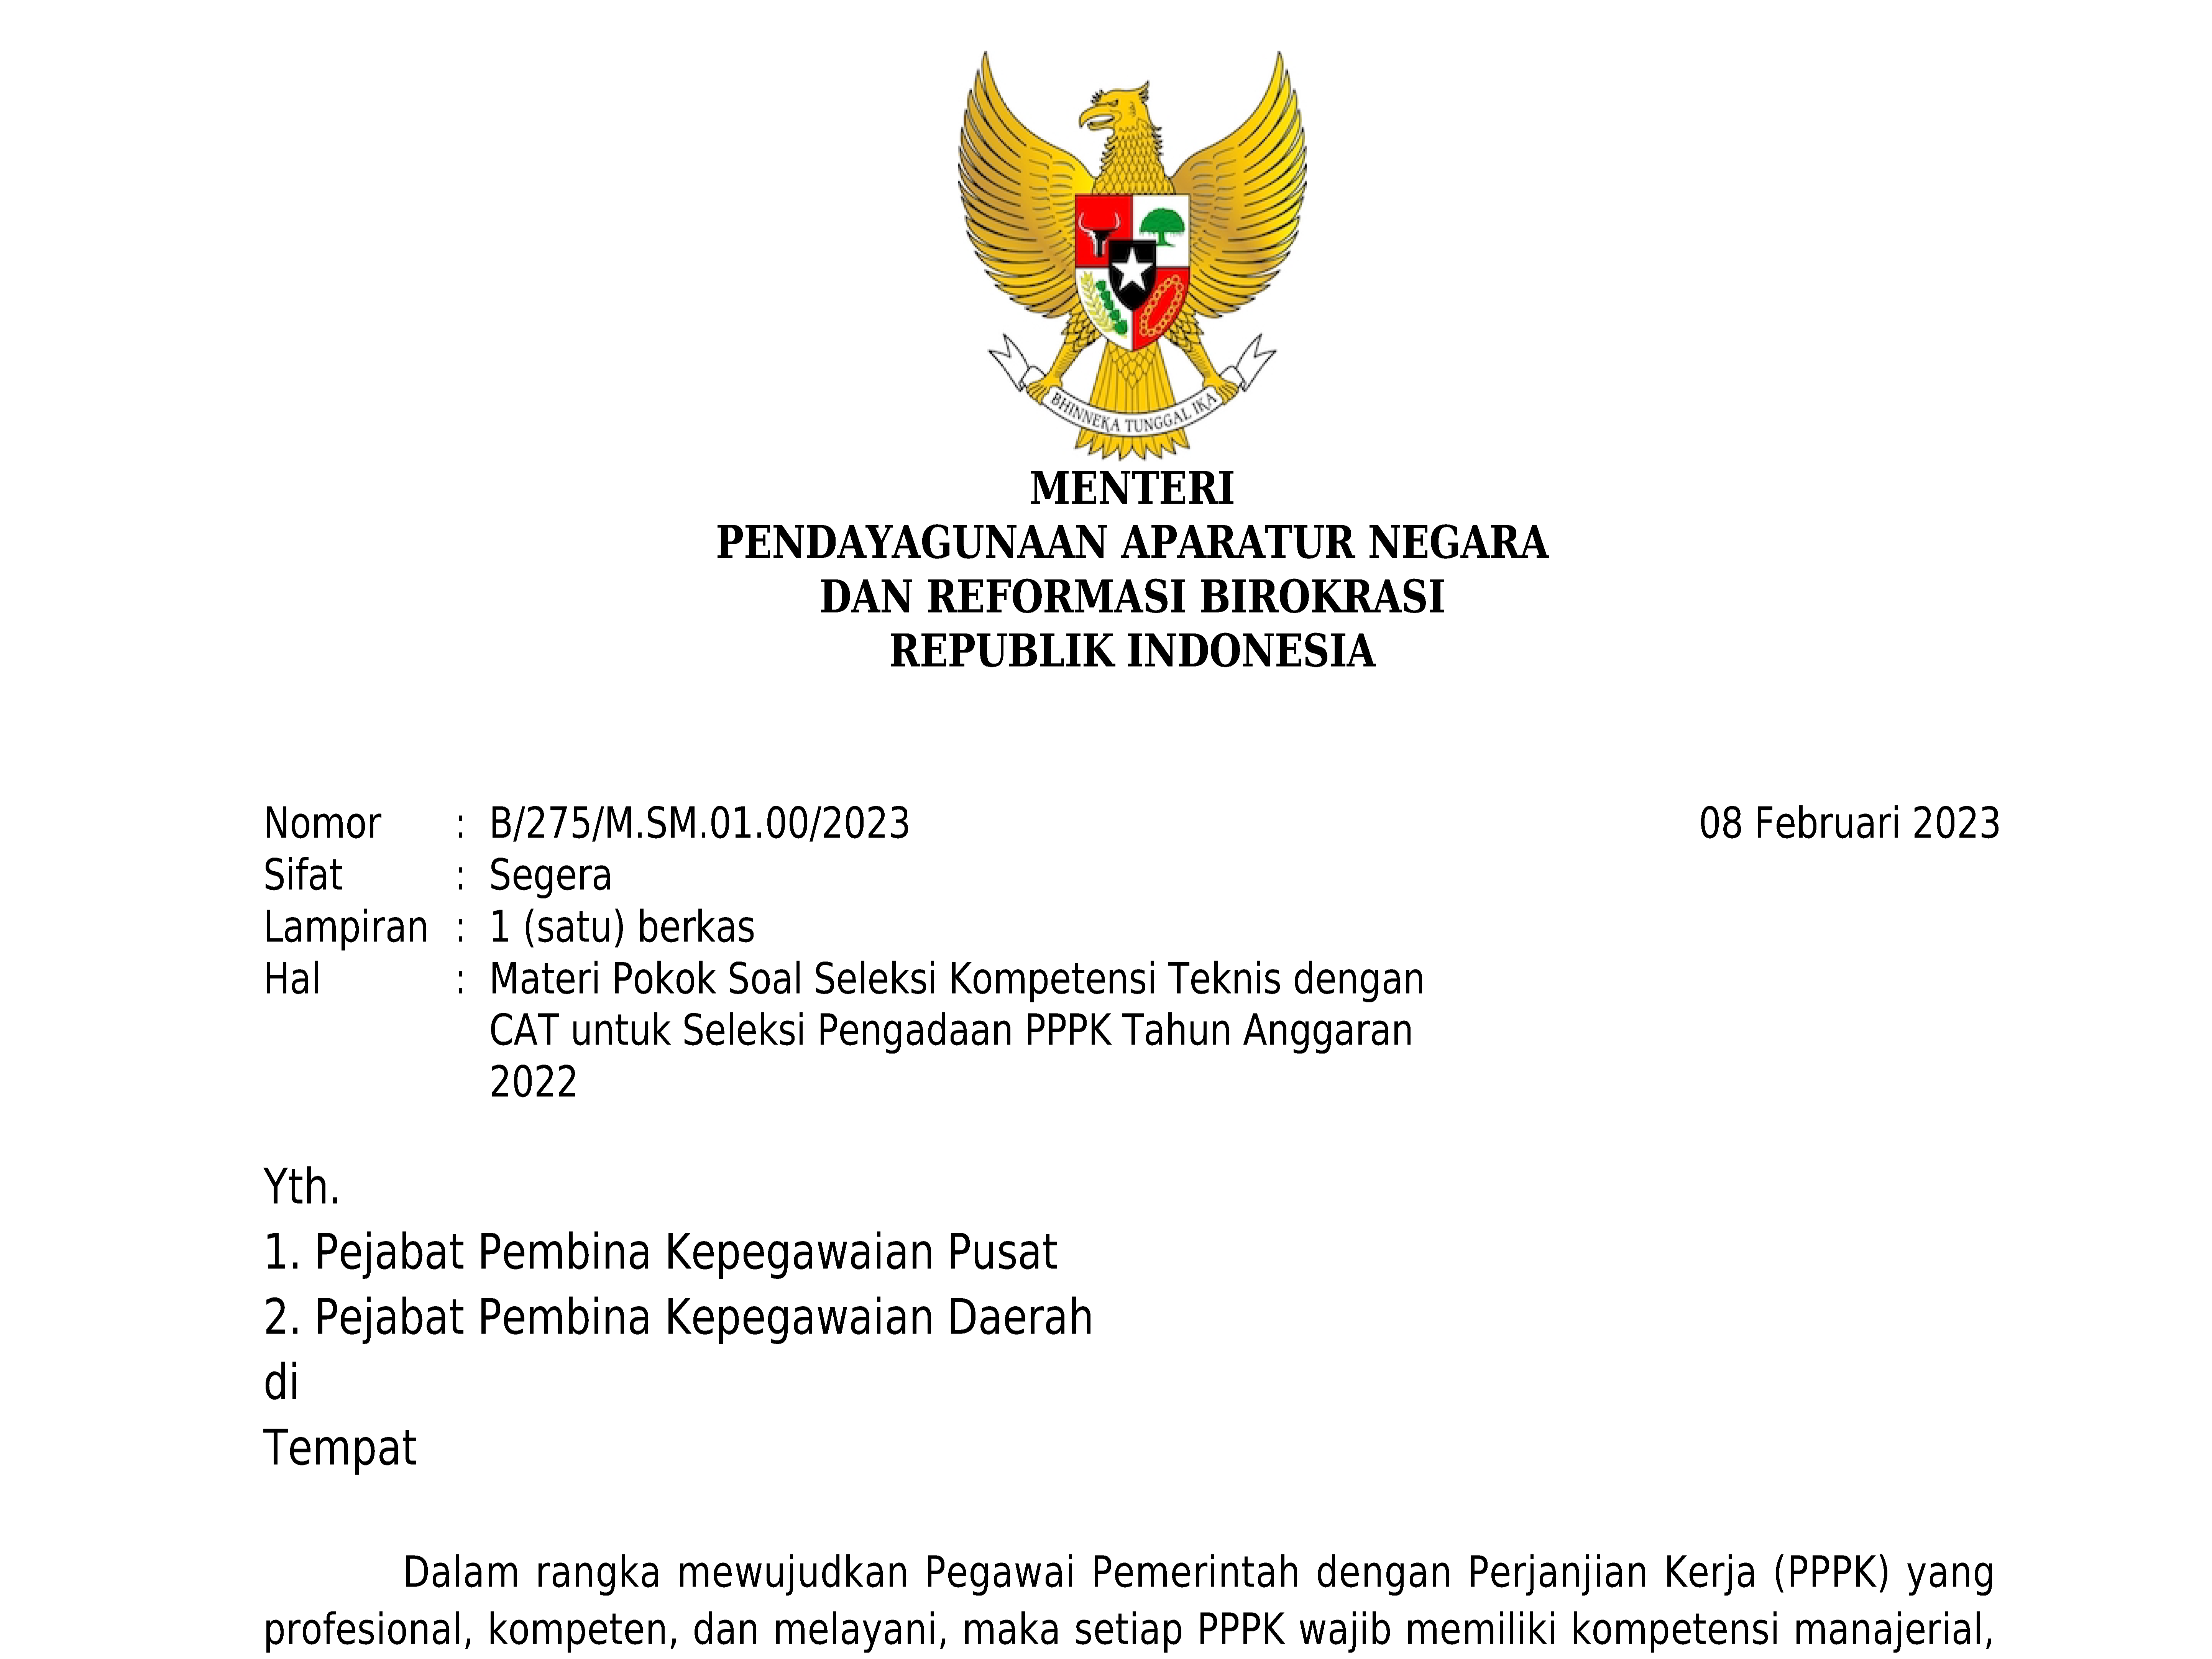 BHINNEKA TUNGGAL IKA
MENTERI
PENDAYAGUNAAN APARATUR NEGARA
DAN REFORMASI BIROKRASI
REPUBLIK INDONESIA
Nomor : B/275/M.SM.01.00/2023 08 Februari 2023
Sifat : Segera
Lampiran : 1 (satu) berkas
Hal : Materi Pokok Soal Seleksi Kompetensi Teknis dengan
CAT untuk Seleksi Pengadaan PPPK Tahun Anggaran
2022
Yth.
1. Pejabat Pembina Kepegawaian Pusat
2. Pejabat Pembina Kepegawaian Daerah
di
Tempat
Dalam rangka mewujudkan Pegawai Pemerintah dengan Perjanjian Kerja (PPPK) yang
profesional, kompeten, dan melayani, maka setiap PPPK wajib memiliki kompetensi manajerial,